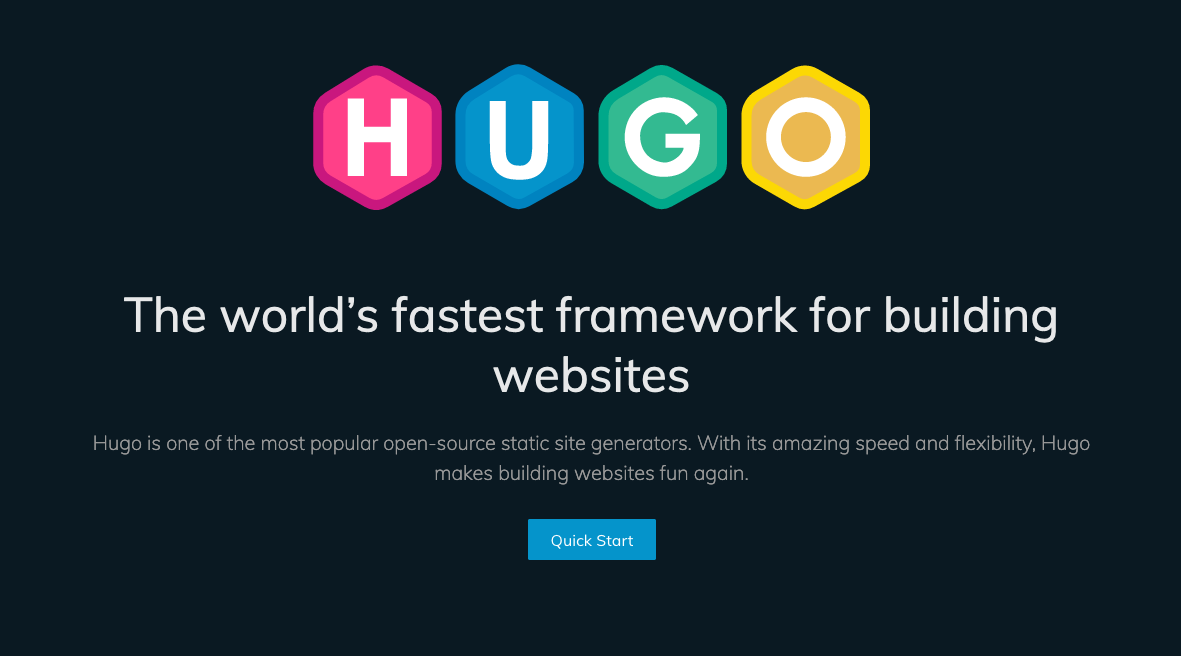 HUGO
The world’s fastest framework for building
websites
Hugo is one of the most popular open-source static site generators. With its amazing speed and flexibility, Hugo
makes building websites fun again.
Quick Start